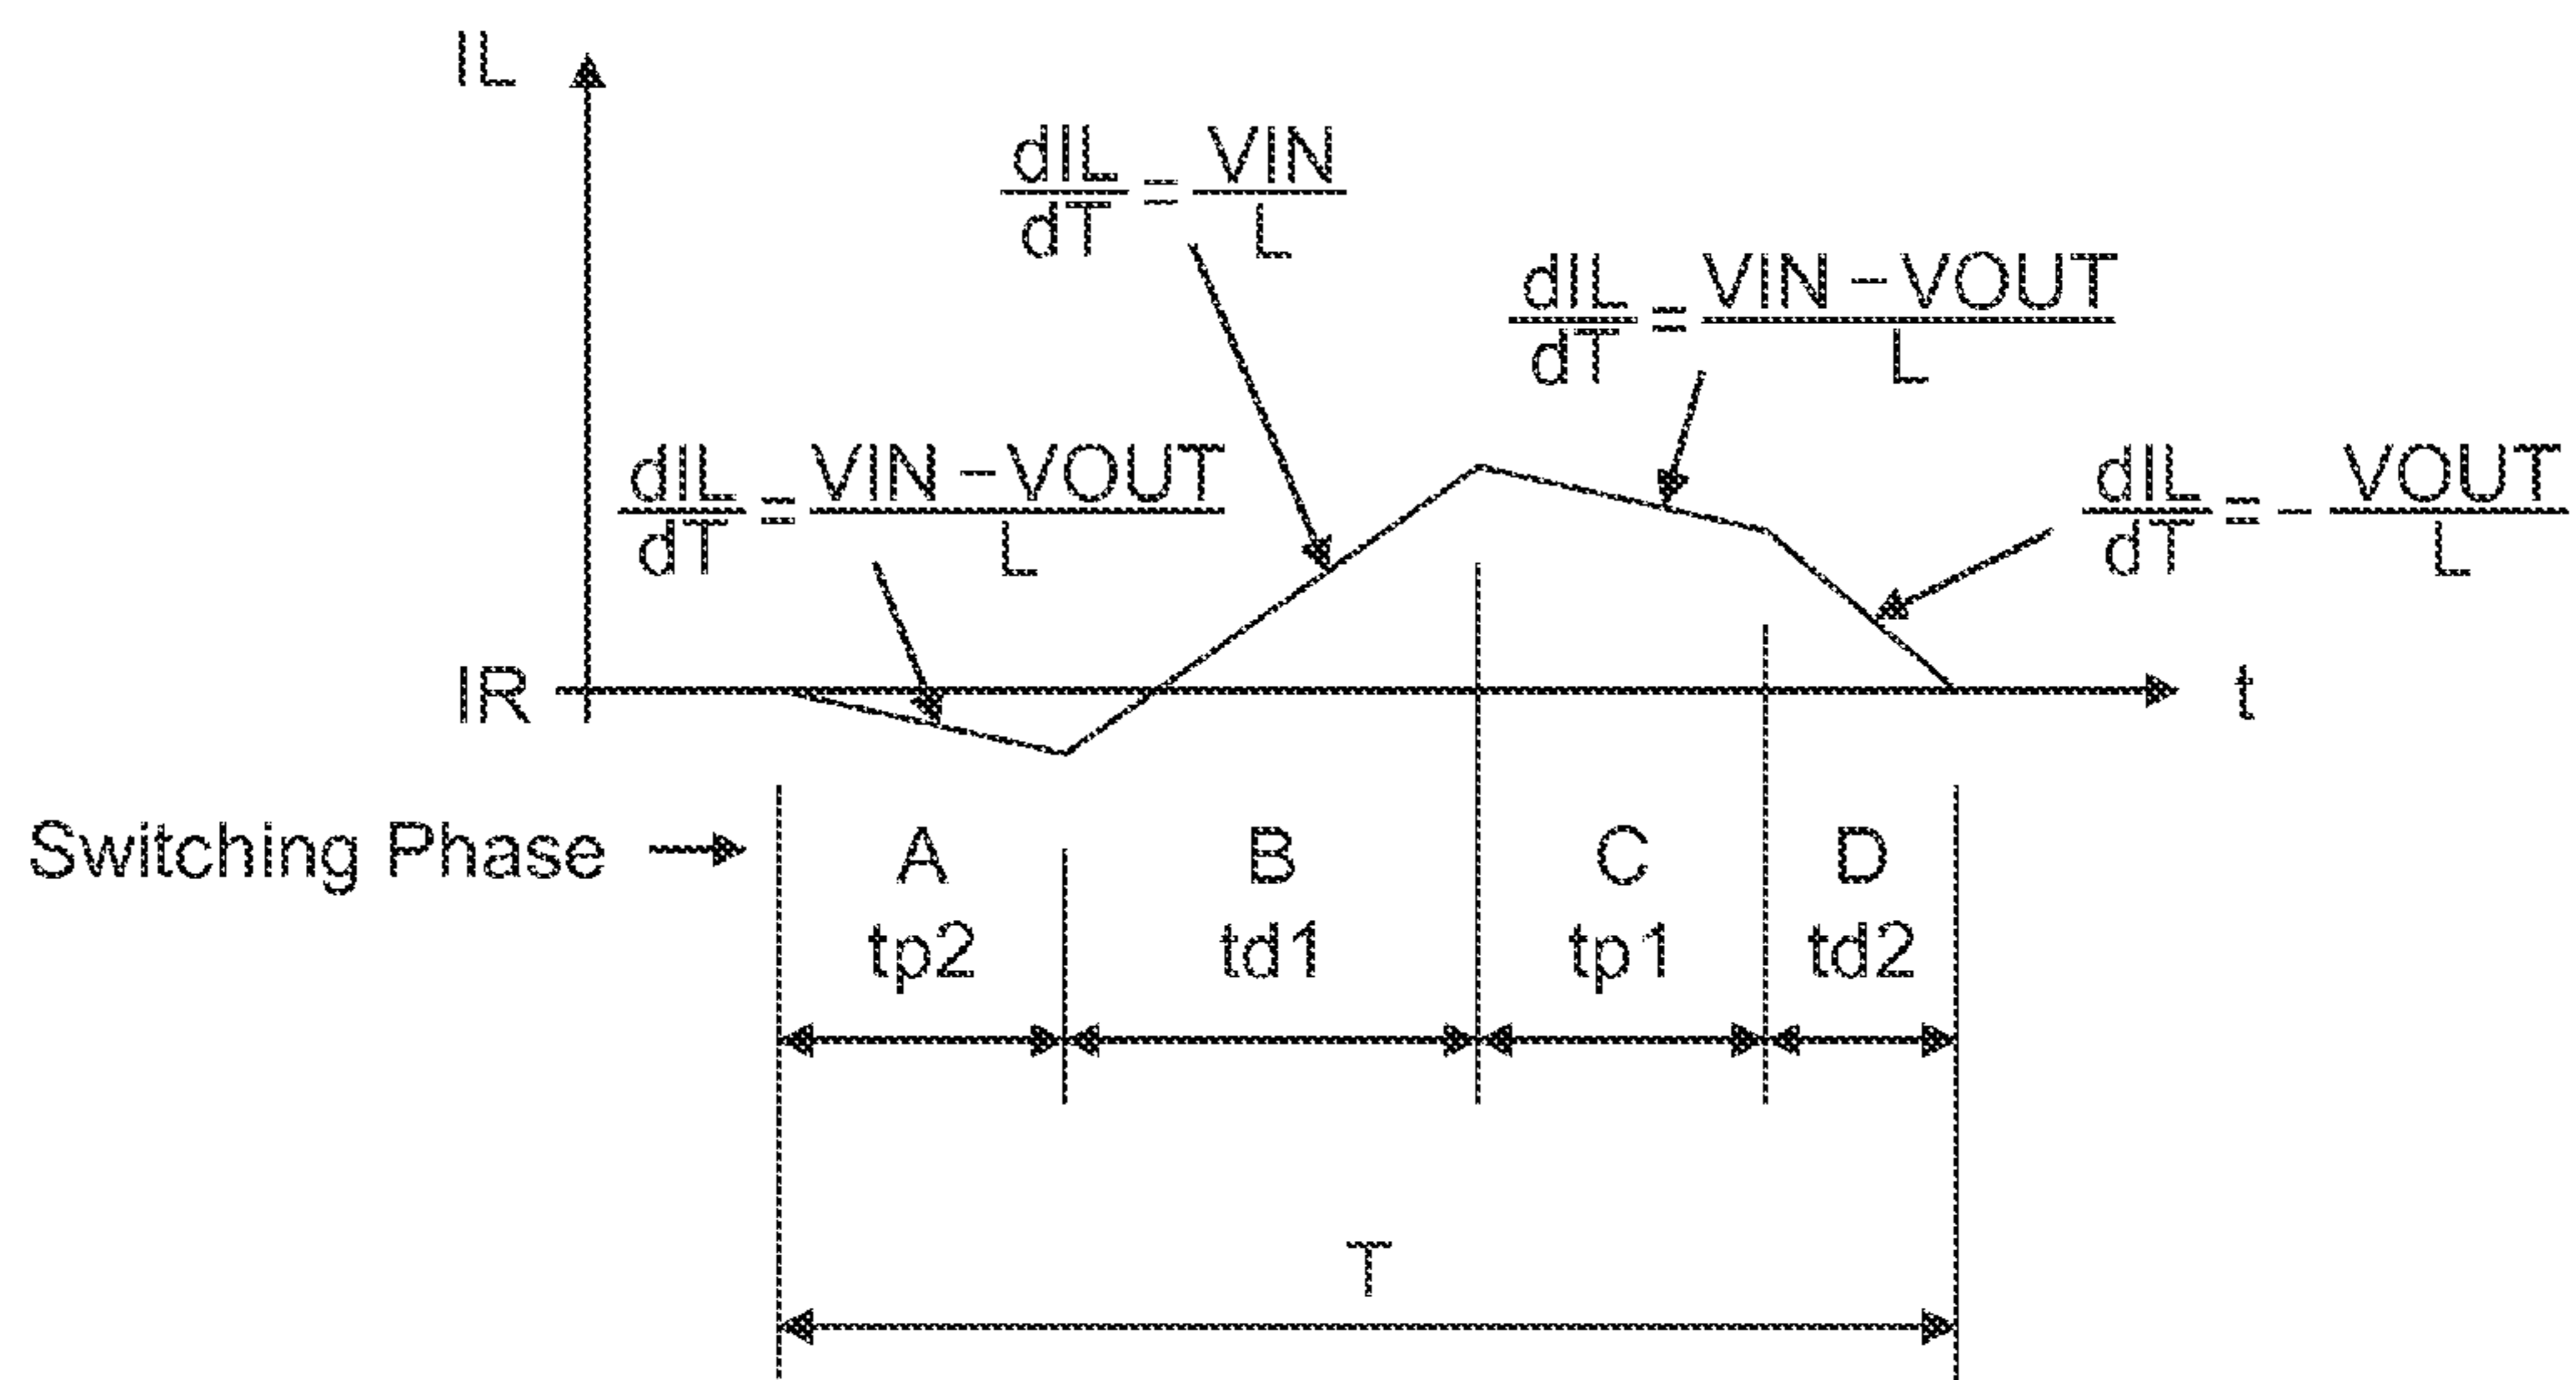 IL
dIL/dT = VIN/L
dIL/dT = VIN – VOUT/L
dIL/dT = VIN – VOUT/L
dIL/dT = - VOUT/L
IR
t
Switching Phase
A B C D
tp2 td1 tp1 td2
T